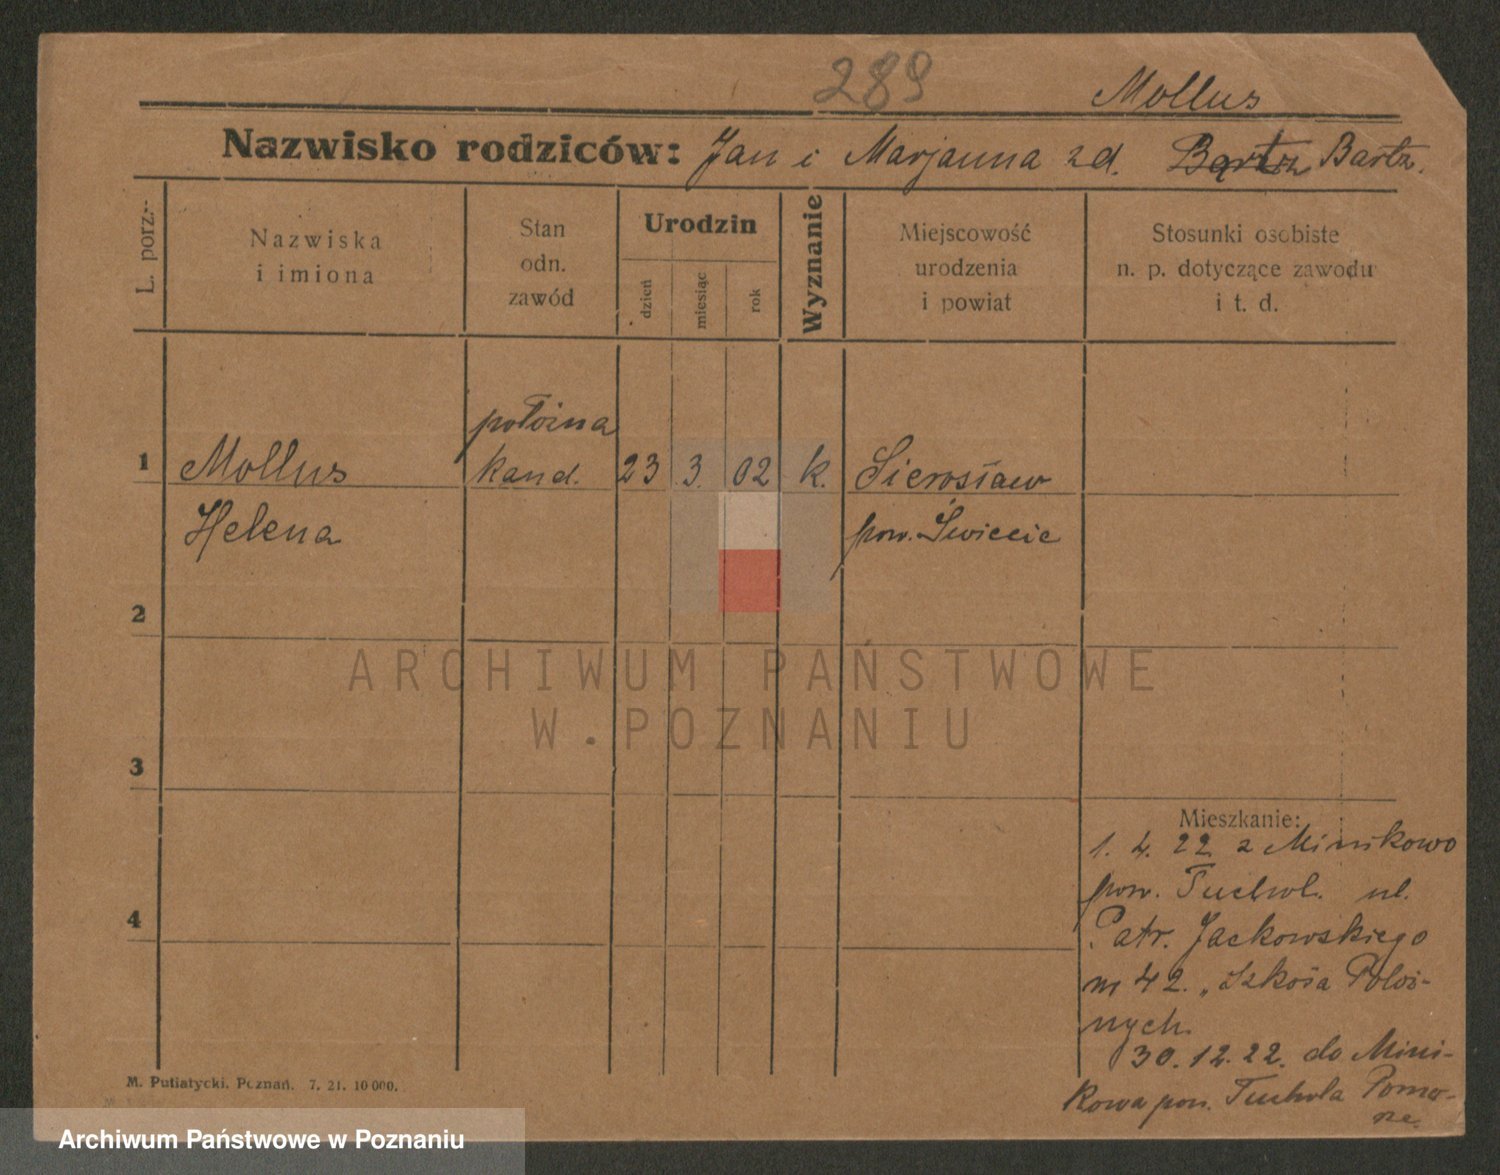 289
Mollus
Nazwisko rodziców: Jan i Marjanna zd. Bartz.
L. porz.
Nazwiska
i imiona
Stan
odn.
zawód
Urodzin
dzień
miesiąc
rok
Wyznanie
Miejscowość
urodzenia
i powiat
Stosunki osobiste
n. p. dotyczące zawodu
i t. d.
położna
1 Mollus kand. 23 3. 02 k. Sierosław
Helena pow. Świecie
2
ARCHIWUM PAŃSTWOWE
W POZNANIU
3
Mieszkanie:
1. 4. 22 z Minikowo
pow. Tuchol. ul.
4
Patr. Jackowskiego
42. „Szkoła Położ-
nych.
30.12.22. do Mini-
kowa pow. Tuchola Pomo-
rze.
M. Putiatycki, Poznań. 7. 21. 10 000.
Archiwum Państwowe w Poznaniu